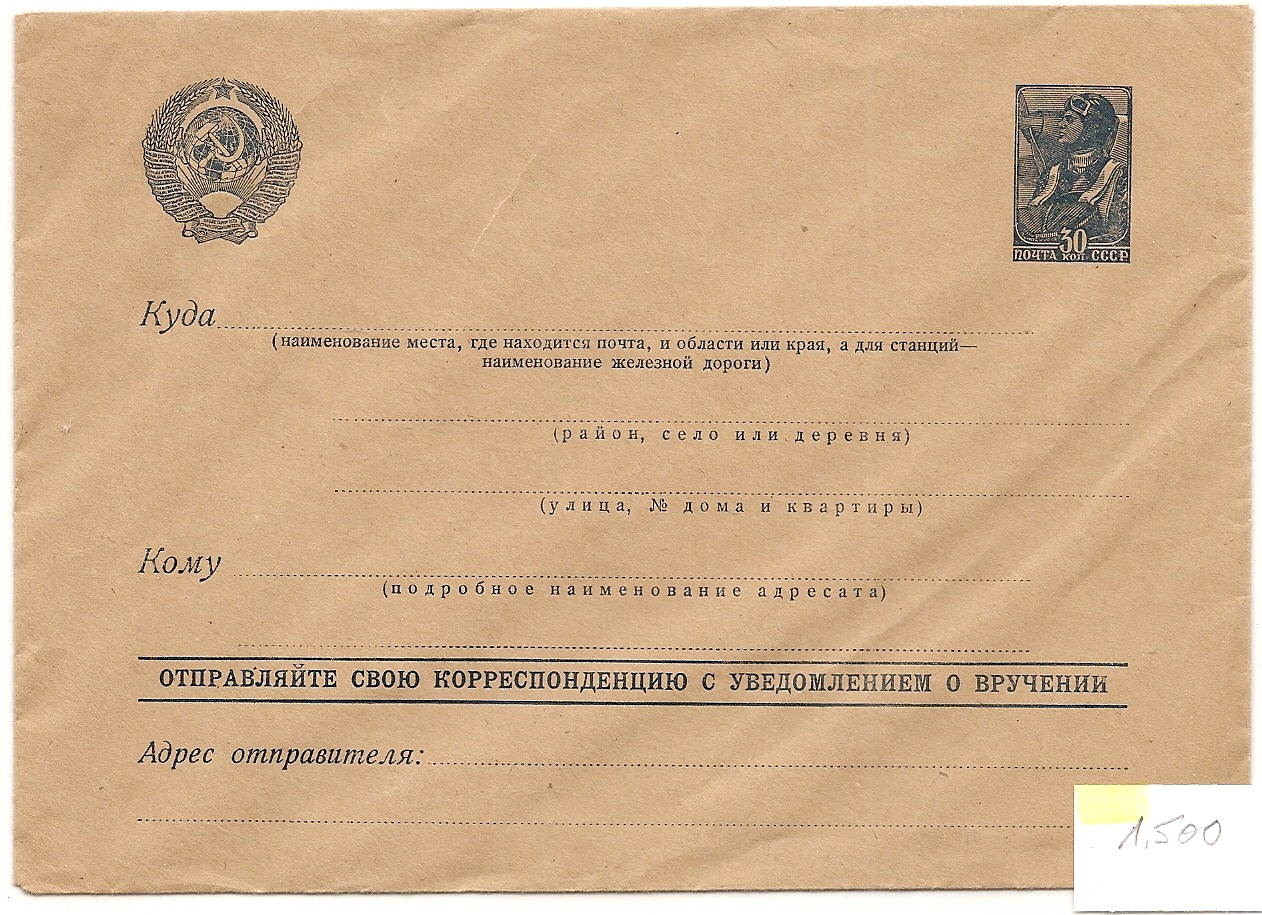 30
ПОЧТА КОП. СССР
Куда
(наименование места, где находится почта, и области или края, а для станций—
наименование железной дороги)
(район, село или деревня)
(улица, № дома и квартиры)
Кому
(подробное наименование адресата)
ОТПРАВЛЯЙТЕ СВОЮ КОРРЕСПОНДЕНЦИЮ С УВЕДОМЛЕНИЕМ О ВРУЧЕНИИ
Адрес отправителя:
1.500